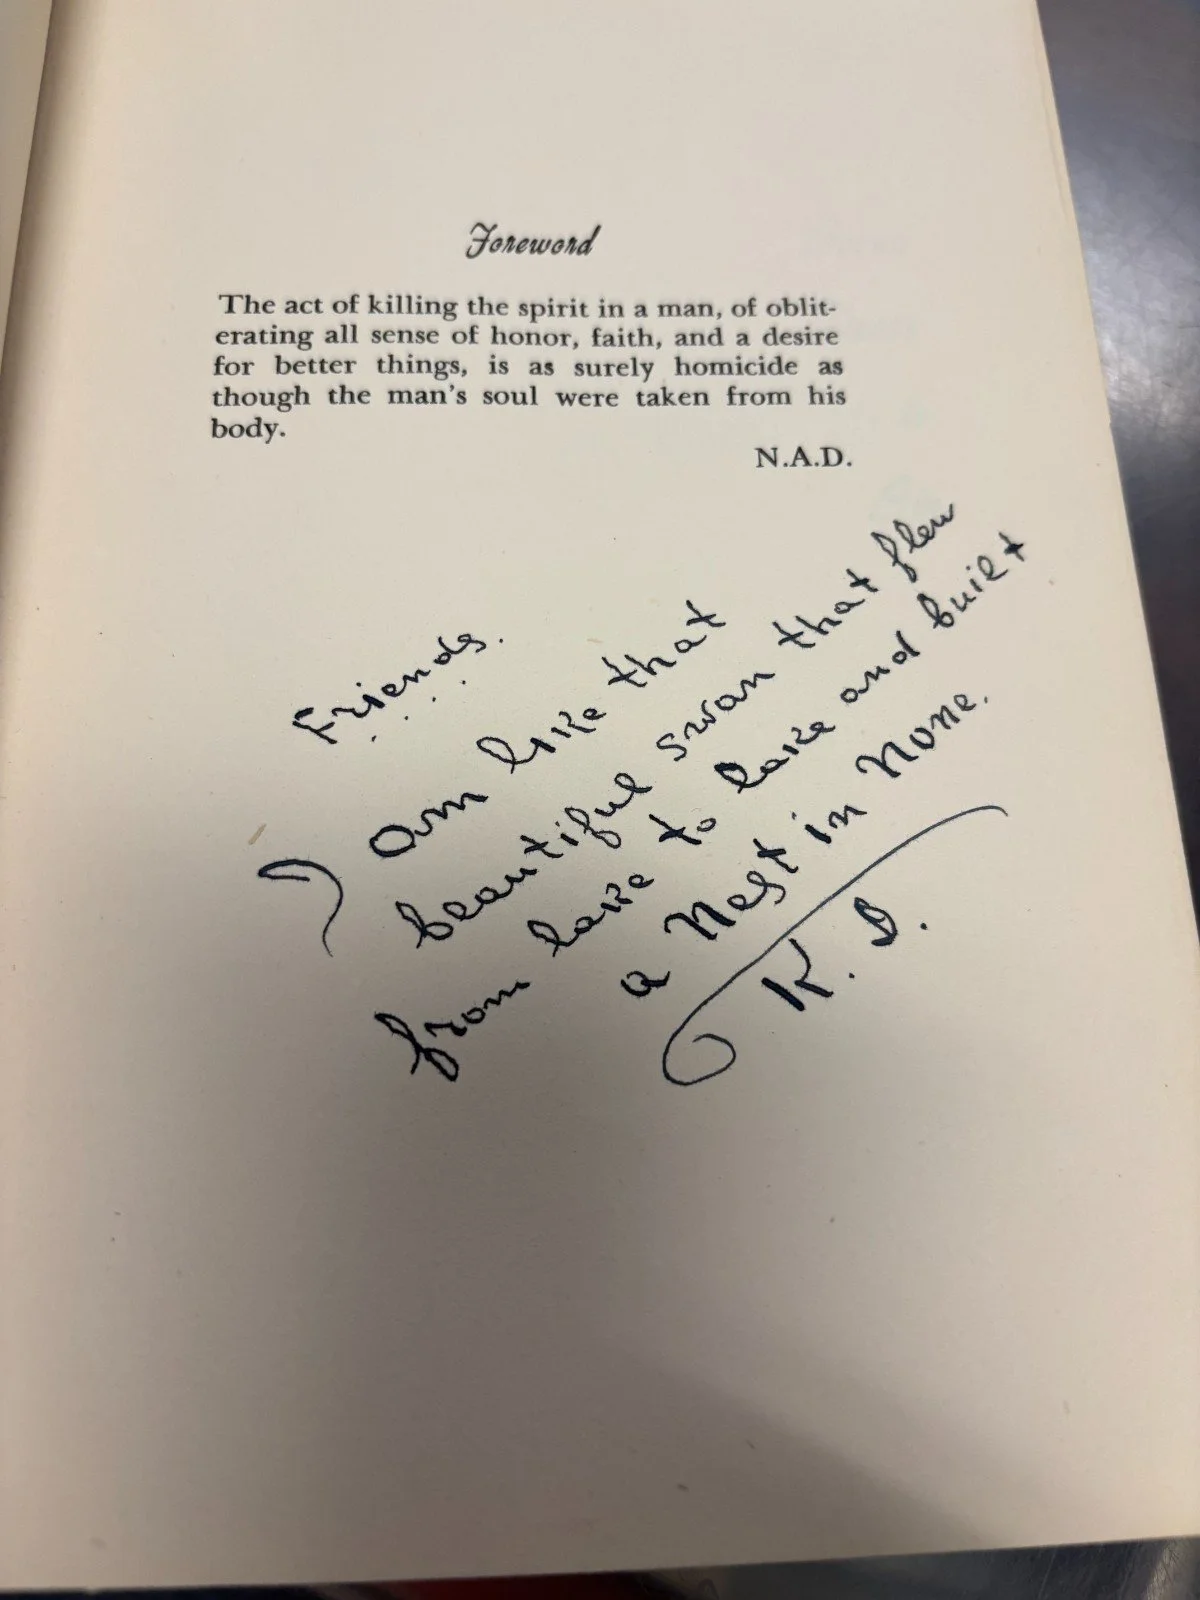 Foreword
The act of killing the spirit in a man, of oblit-
erating all sense of honor, faith, and a desire
for better things, is as surely homicide as
though the man's soul were taken from his
body.
N.A.D.
Friends.
I am like that
beautiful swan that flew
from lake to lake and built
a Nest in None.
K. D.